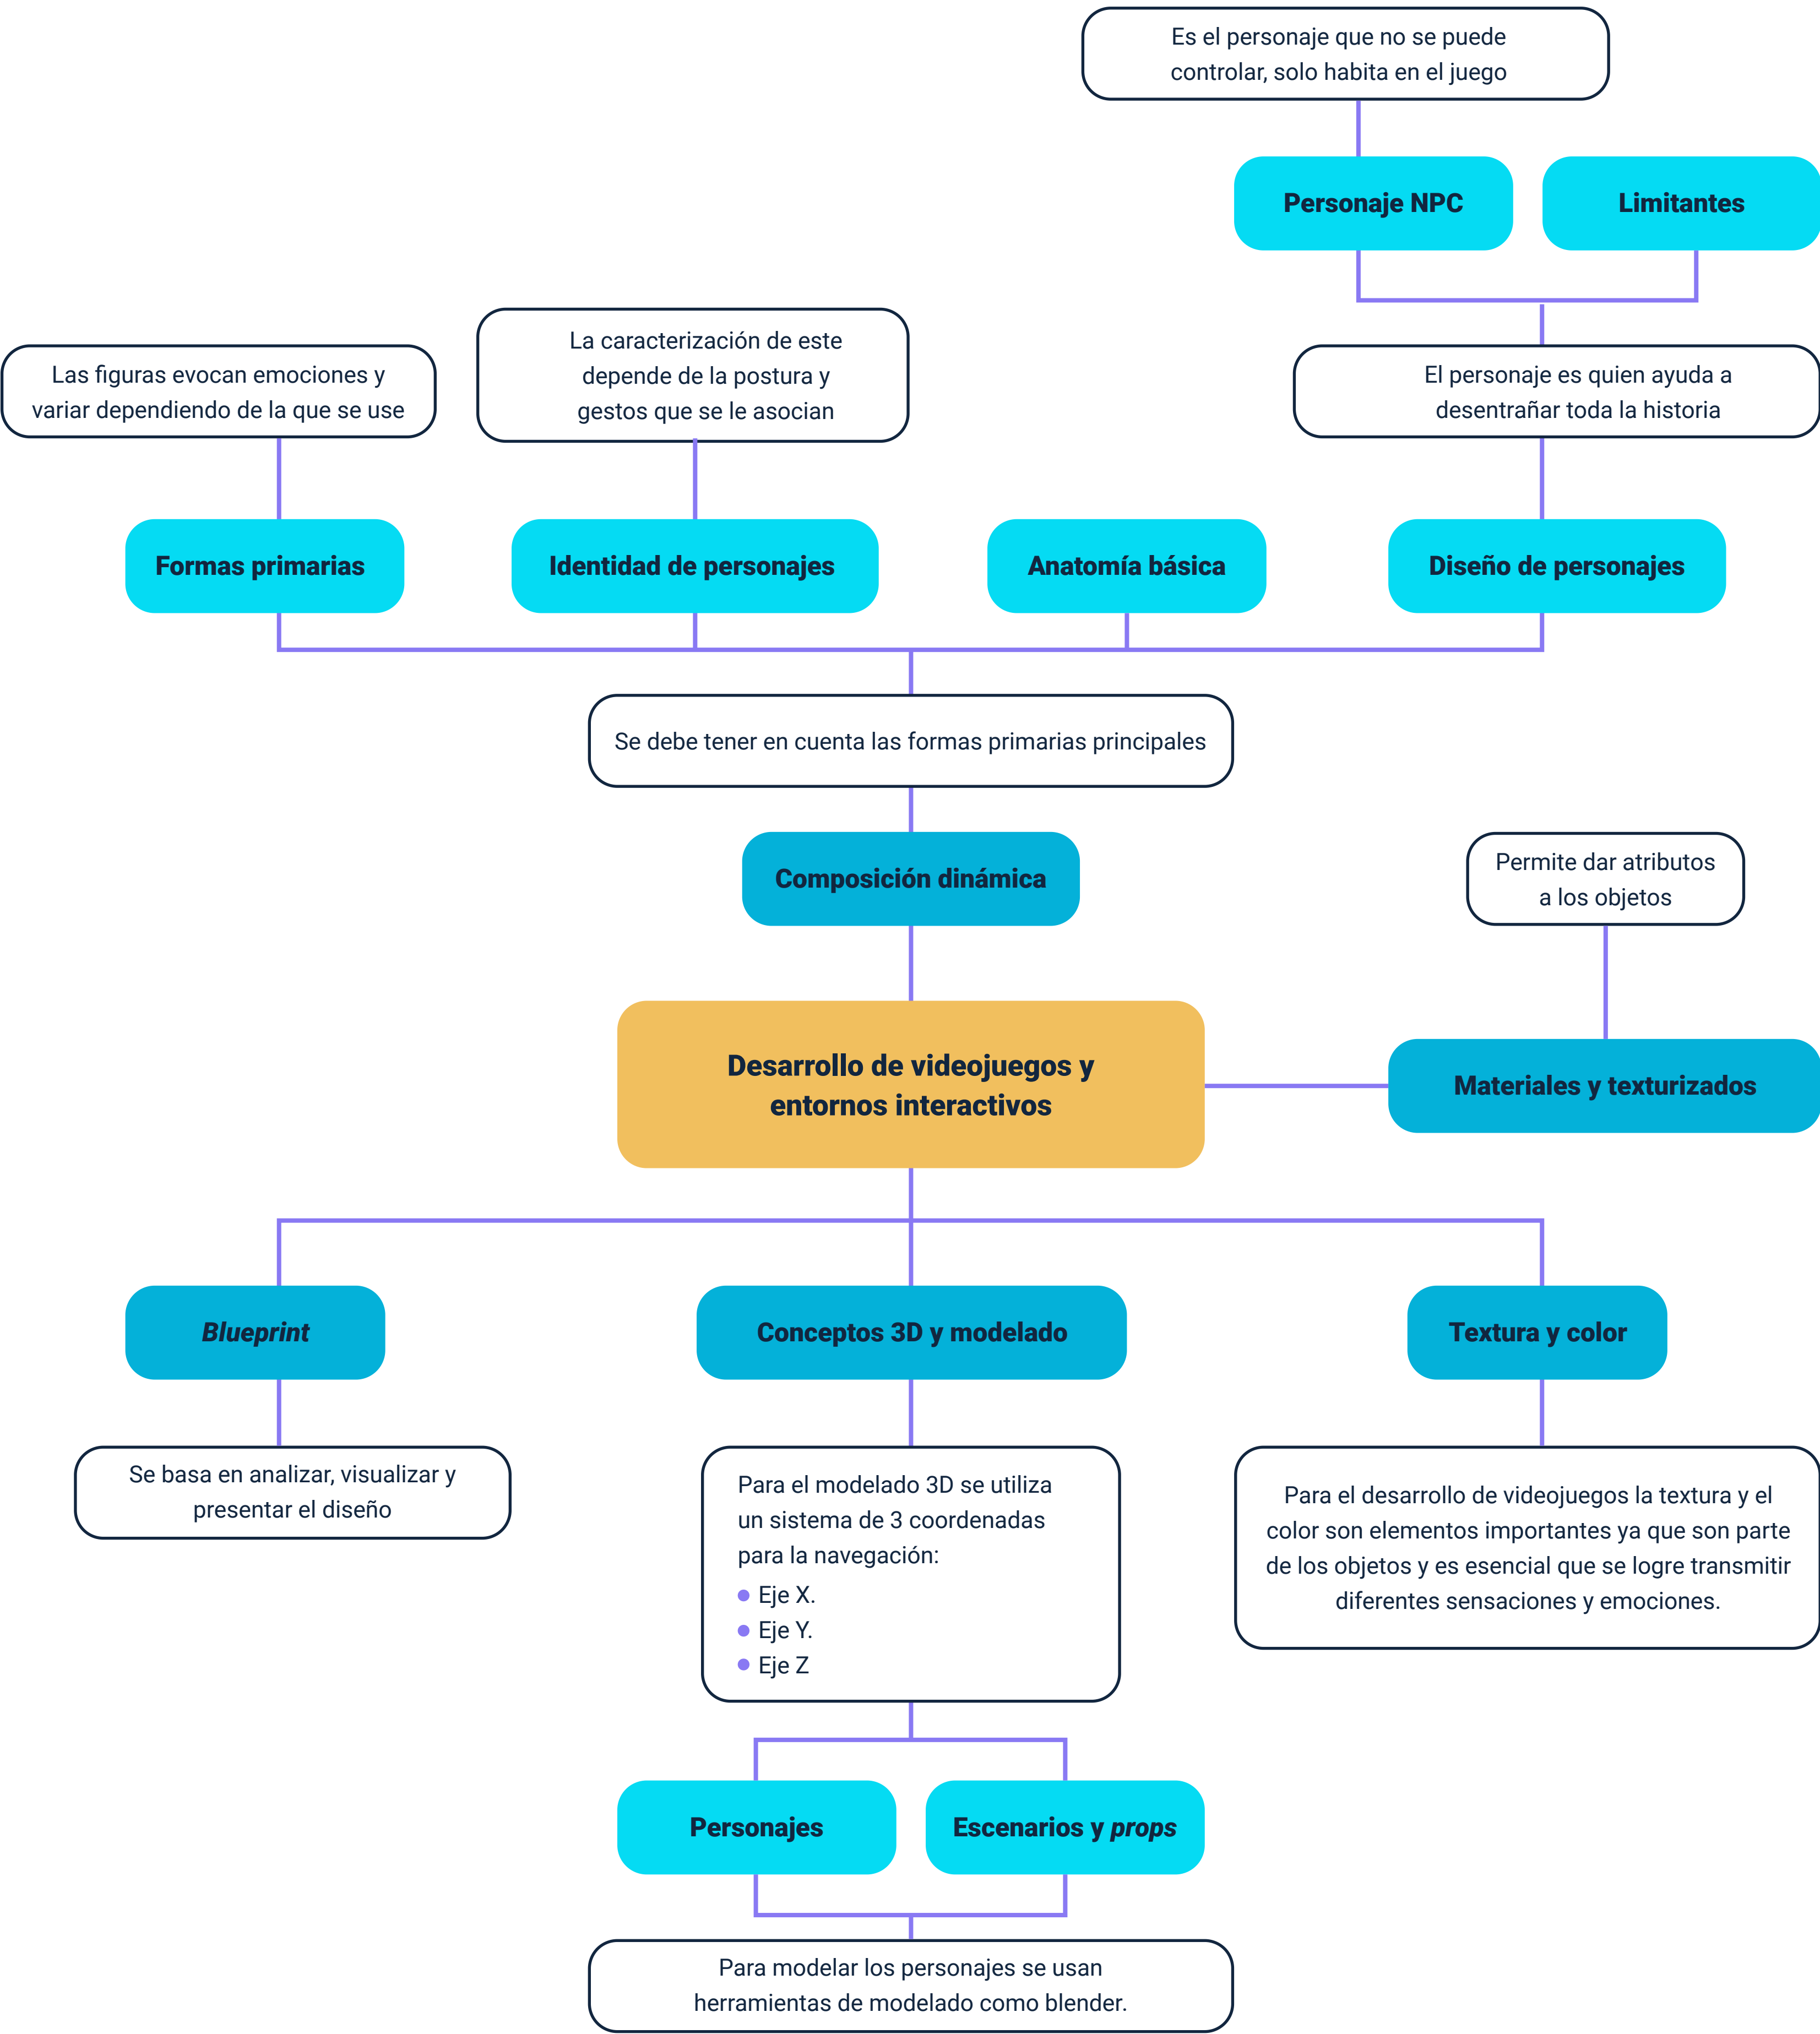 Es el personaje que no se puede
controlar, solo habita en el juego
Personaje NPC
Limitantes
Las figuras evocan emociones y
variar dependiendo de la que se use
La caracterización de este
depende de la postura y
gestos que se le asocian
El personaje es quien ayuda a
desentrañar toda la historia
Formas primarias
Identidad de personajes
Anatomía básica
Diseño de personajes
Se debe tener en cuenta las formas primarias principales
Composición dinámica
Permite dar atributos
a los objetos
Desarrollo de videojuegos y
entornos interactivos
Materiales y texturizados
Blueprint
Conceptos 3D y modelado
Textura y color
Se basa en analizar, visualizar y
presentar el diseño
Para el modelado 3D se utiliza
un sistema de 3 coordenadas
para la navegación:
Eje X.
Eje Y.
Eje Z
Para el desarrollo de videojuegos la textura y el
color son elementos importantes ya que son parte
de los objetos y es esencial que se logre transmitir
diferentes sensaciones y emociones.
Personajes
Escenarios y props
Para modelar los personajes se usan
herramientas de modelado como blender.